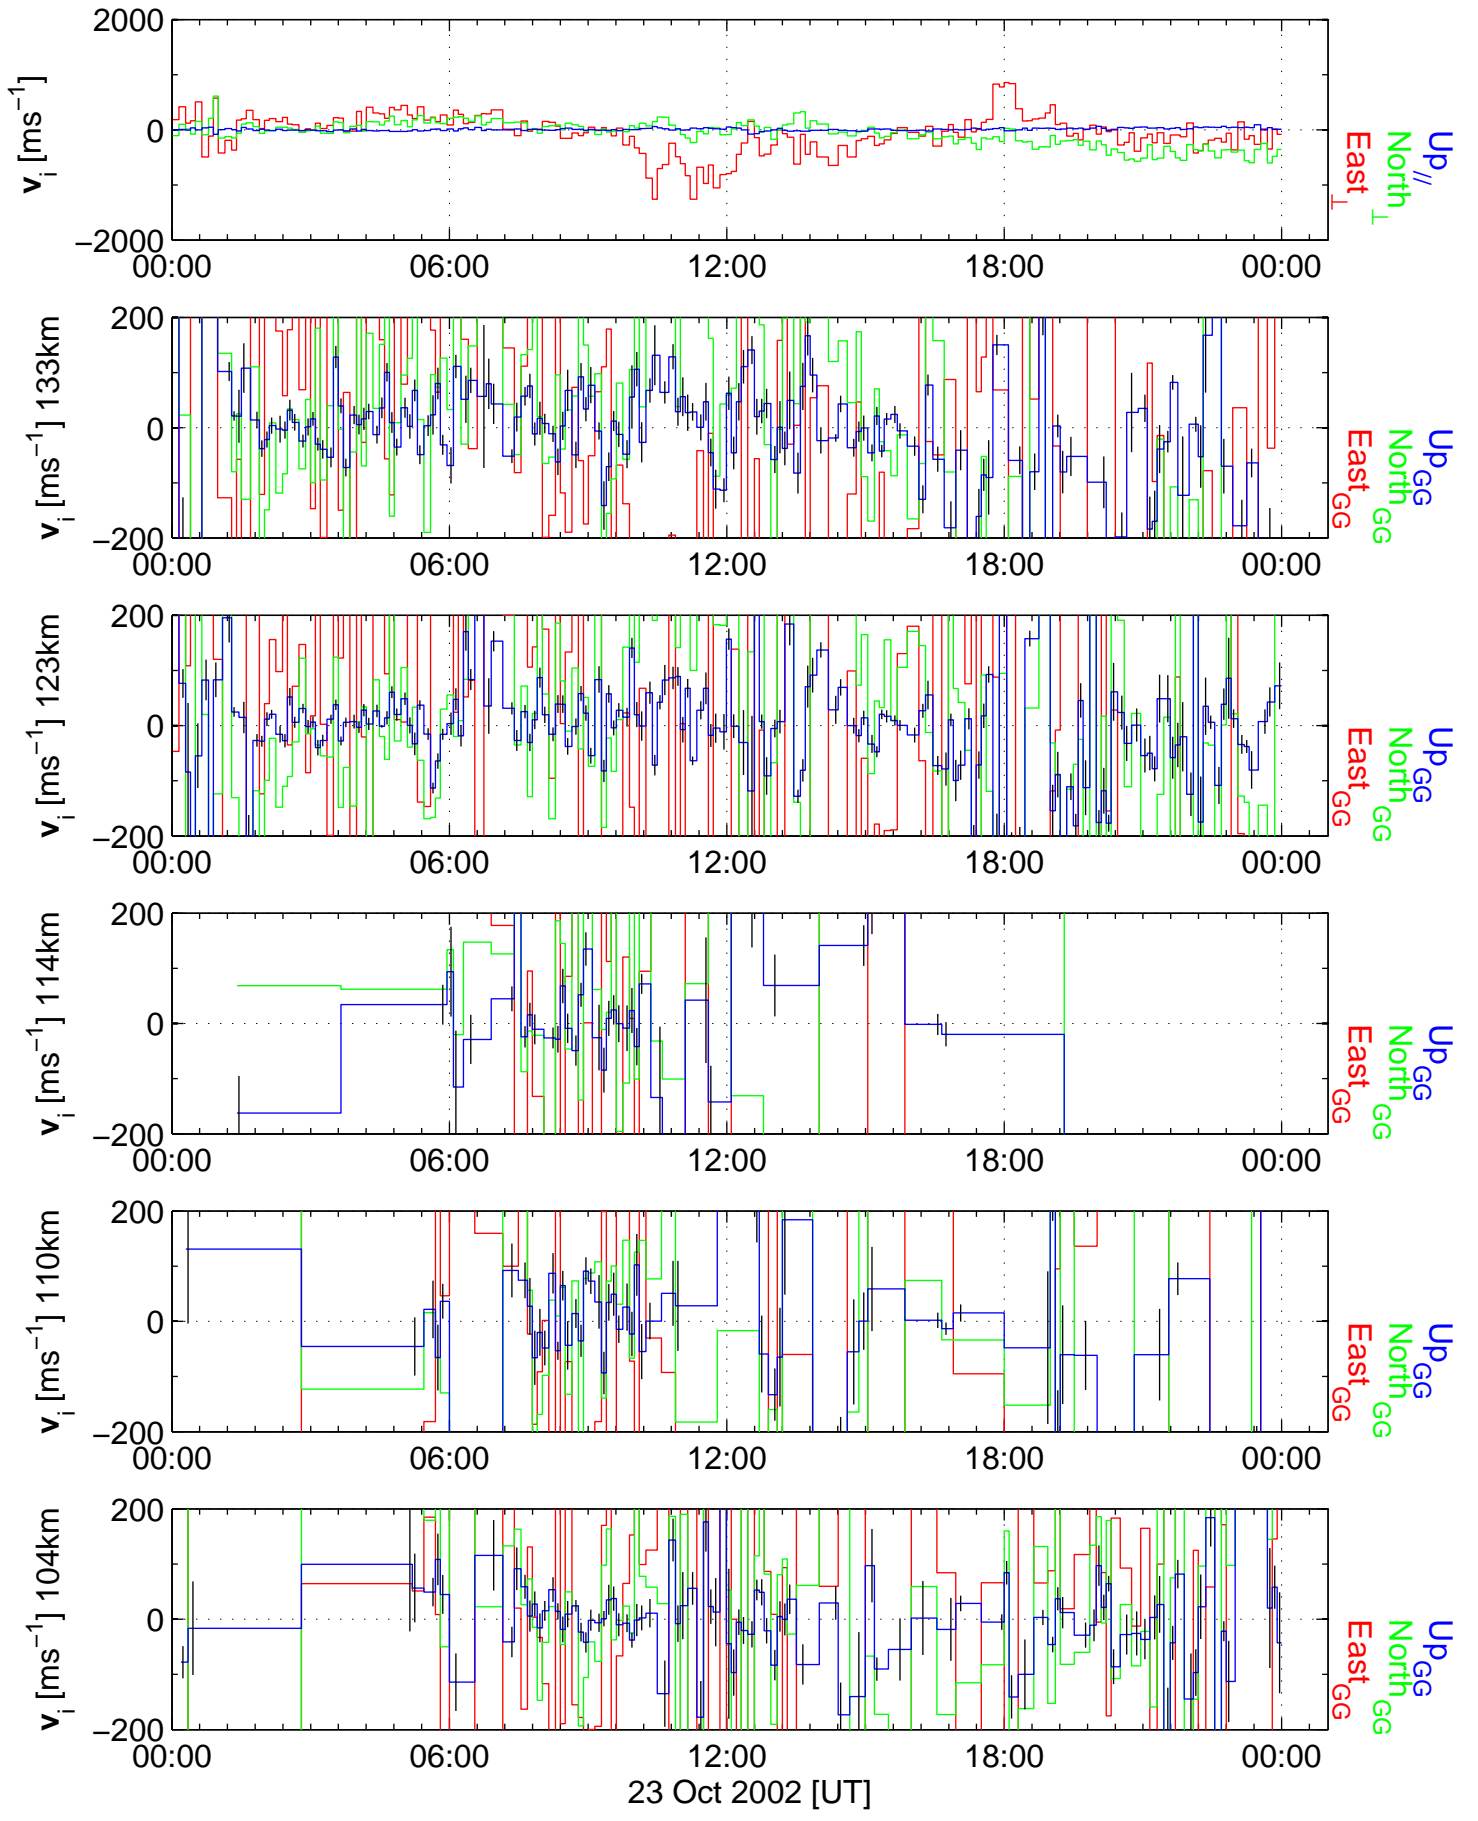 2000
0
−2000
v_i [ms^−1]
00:00 06:00 12:00 18:00 00:00
East_⊥
North_⊥
Up_//
200
0
−200
v_i [ms^−1] 133km
00:00 06:00 12:00 18:00 00:00
East_GG
North_GG
Up_GG
200
0
−200
v_i [ms^−1] 123km
00:00 06:00 12:00 18:00 00:00
East_GG
North_GG
Up_GG
200
0
−200
v_i [ms^−1] 114km
00:00 06:00 12:00 18:00 00:00
East_GG
North_GG
Up_GG
200
0
−200
v_i [ms^−1] 110km
00:00 06:00 12:00 18:00 00:00
East_GG
North_GG
Up_GG
200
0
−200
v_i [ms^−1] 104km
00:00 06:00 12:00 18:00 00:00
East_GG
North_GG
Up_GG
23 Oct 2002 [UT]